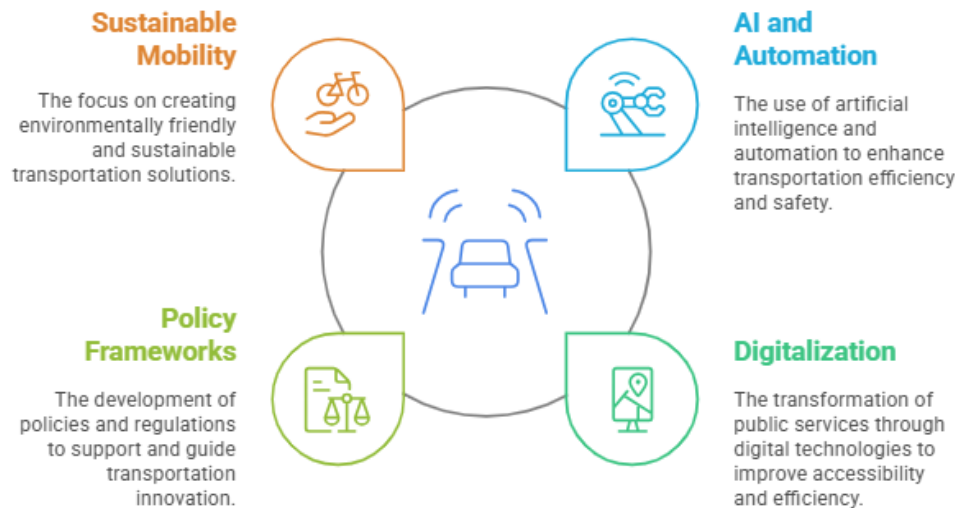 Sustainable
Mobility
The focus on creating
environmentally friendly
and sustainable
transportation solutions.
AI and
Automation
The use of artificial
intelligence and
automation to enhance
transportation efficiency
and safety.
Policy
Frameworks
The development of
policies and regulations
to support and guide
transportation
innovation.
Digitalization
The transformation of
public services through
digital technologies to
improve accessibility
and efficiency.